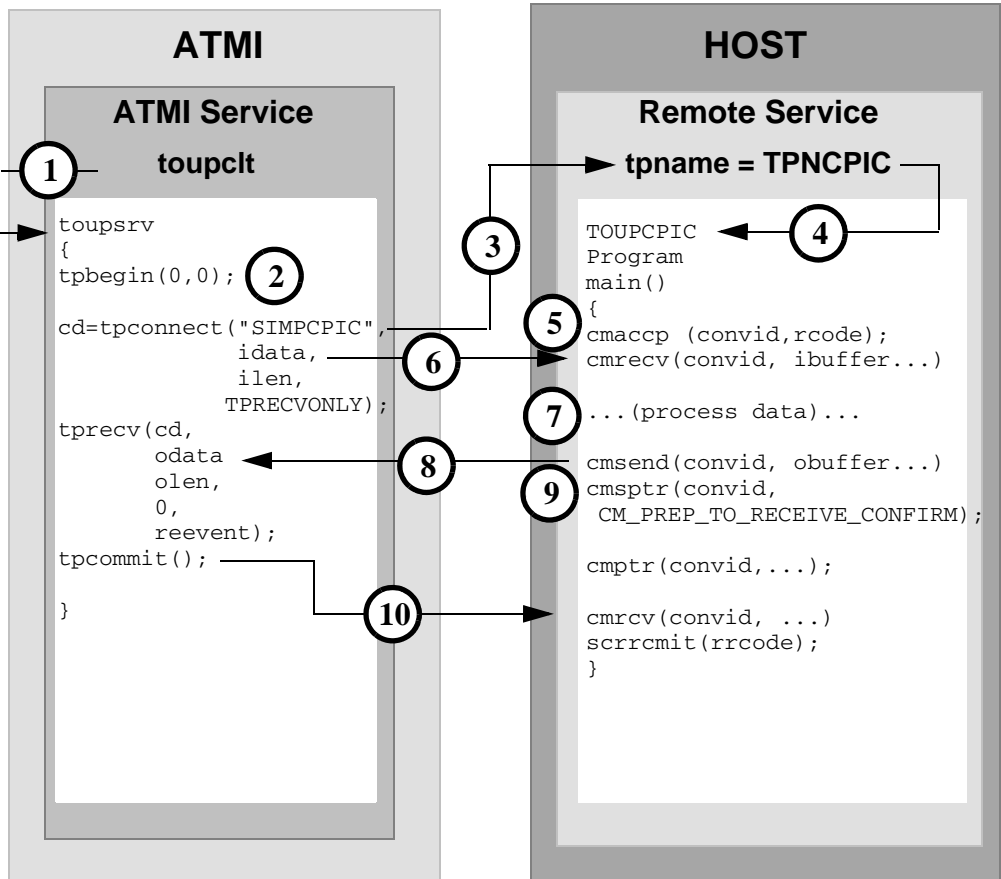 ATMI
ATMI Service
toupclt
1
toupsrv
{
tpbegin(0,0);
2
cd=tpconnect("SIMPCPIC",
idata,
ilen,
TPRECVONLY);
tprecv(cd,
odata
olen,
0,
reevent);
tpcommit();
}
3
6
8
10
HOST
Remote Service
tpname = TPNCPIC
TOUPCPIC
4
Program
main()
{
5
cmaccp (convid,rcode);
cmrecv(convid, ibuffer...)
7
...(process data)...
cmsend(convid, obuffer...)
9
cmsptr(convid,
CM_PREP_TO_RECEIVE_CONFIRM);
cmptr(convid,...);
cmrcv(convid, ...)
scrrcmit(rrcode);
}